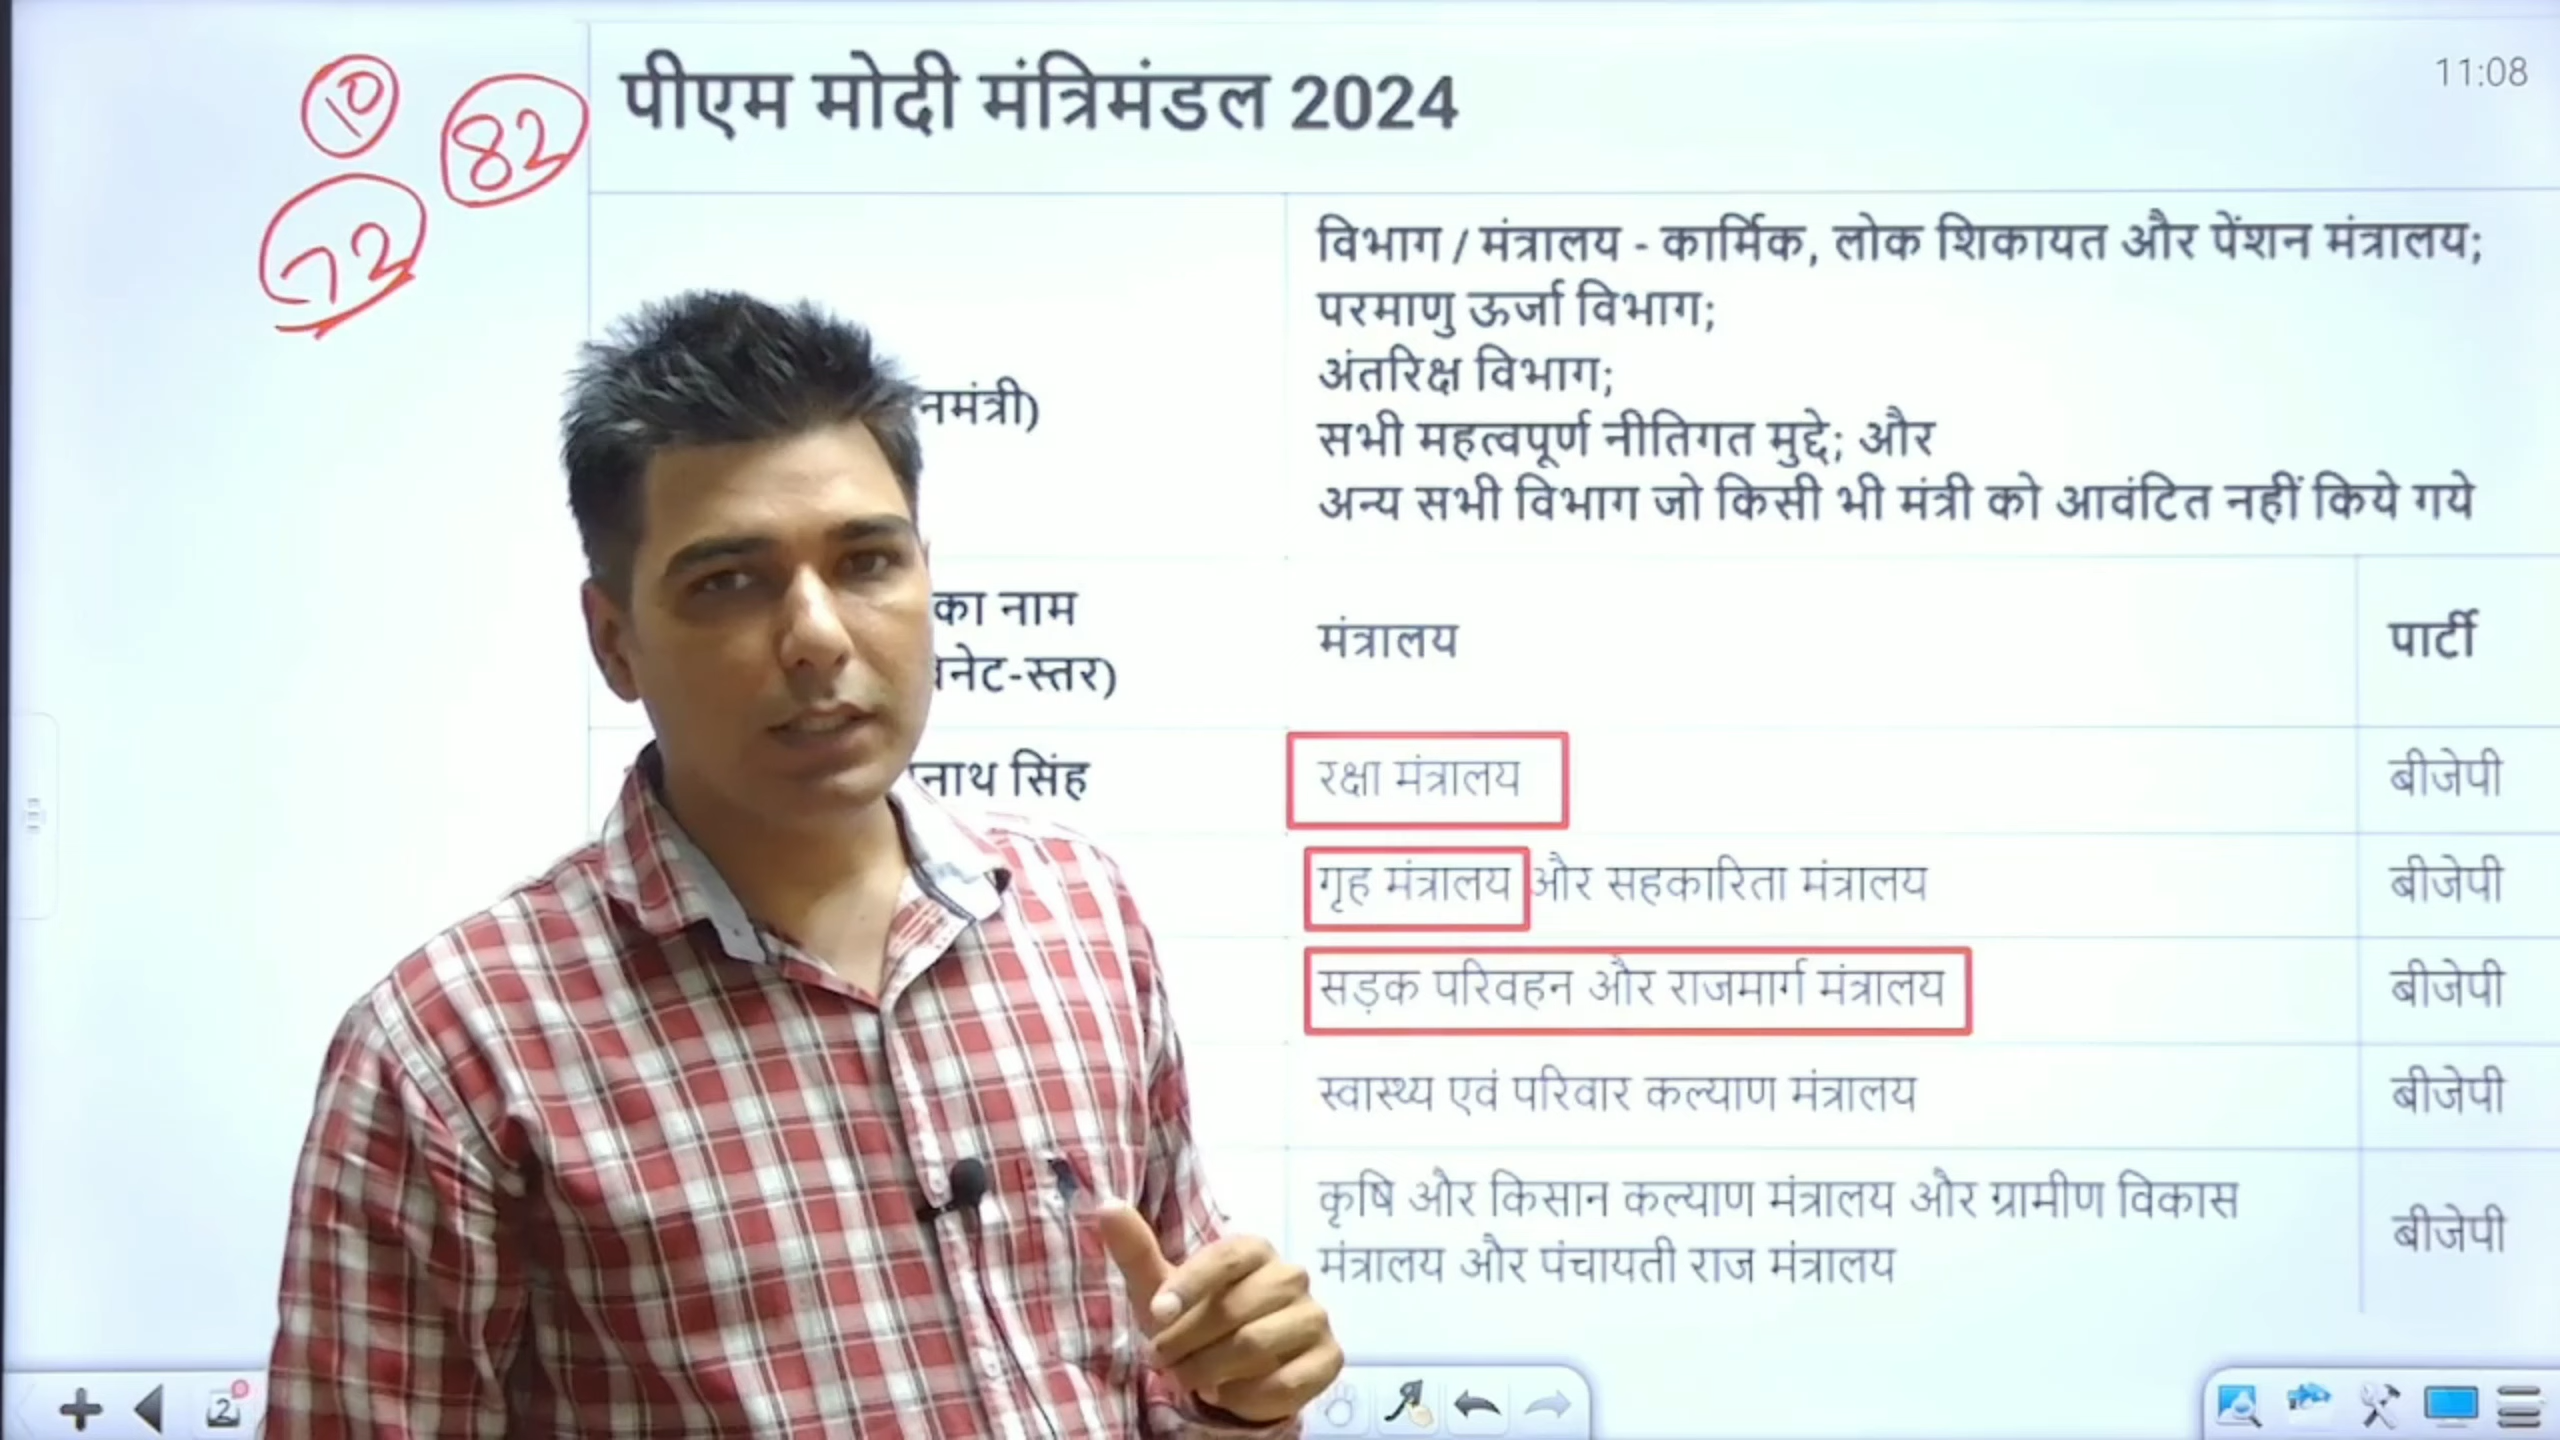 10
82
72
पीएम मोदी मंत्रिमंडल 2024
11:08
विभाग / मंत्रालय - कार्मिक, लोक शिकायत और पेंशन मंत्रालय;
परमाणु ऊर्जा विभाग;
अंतरिक्ष विभाग;
नमंत्री)
सभी महत्वपूर्ण नीतिगत मुद्दे; और
अन्य सभी विभाग जो किसी भी मंत्री को आवंटित नहीं किये गये
का नाम
नेट-स्तर)
मंत्रालय
पार्टी
नाथ सिंह
रक्षा मंत्रालय
बीजेपी
गृह मंत्रालय और सहकारिता मंत्रालय
बीजेपी
सड़क परिवहन और राजमार्ग मंत्रालय
बीजेपी
स्वास्थ्य एवं परिवार कल्याण मंत्रालय
बीजेपी
कृषि और किसान कल्याण मंत्रालय और ग्रामीण विकास
मंत्रालय और पंचायती राज मंत्रालय
बीजेपी
2